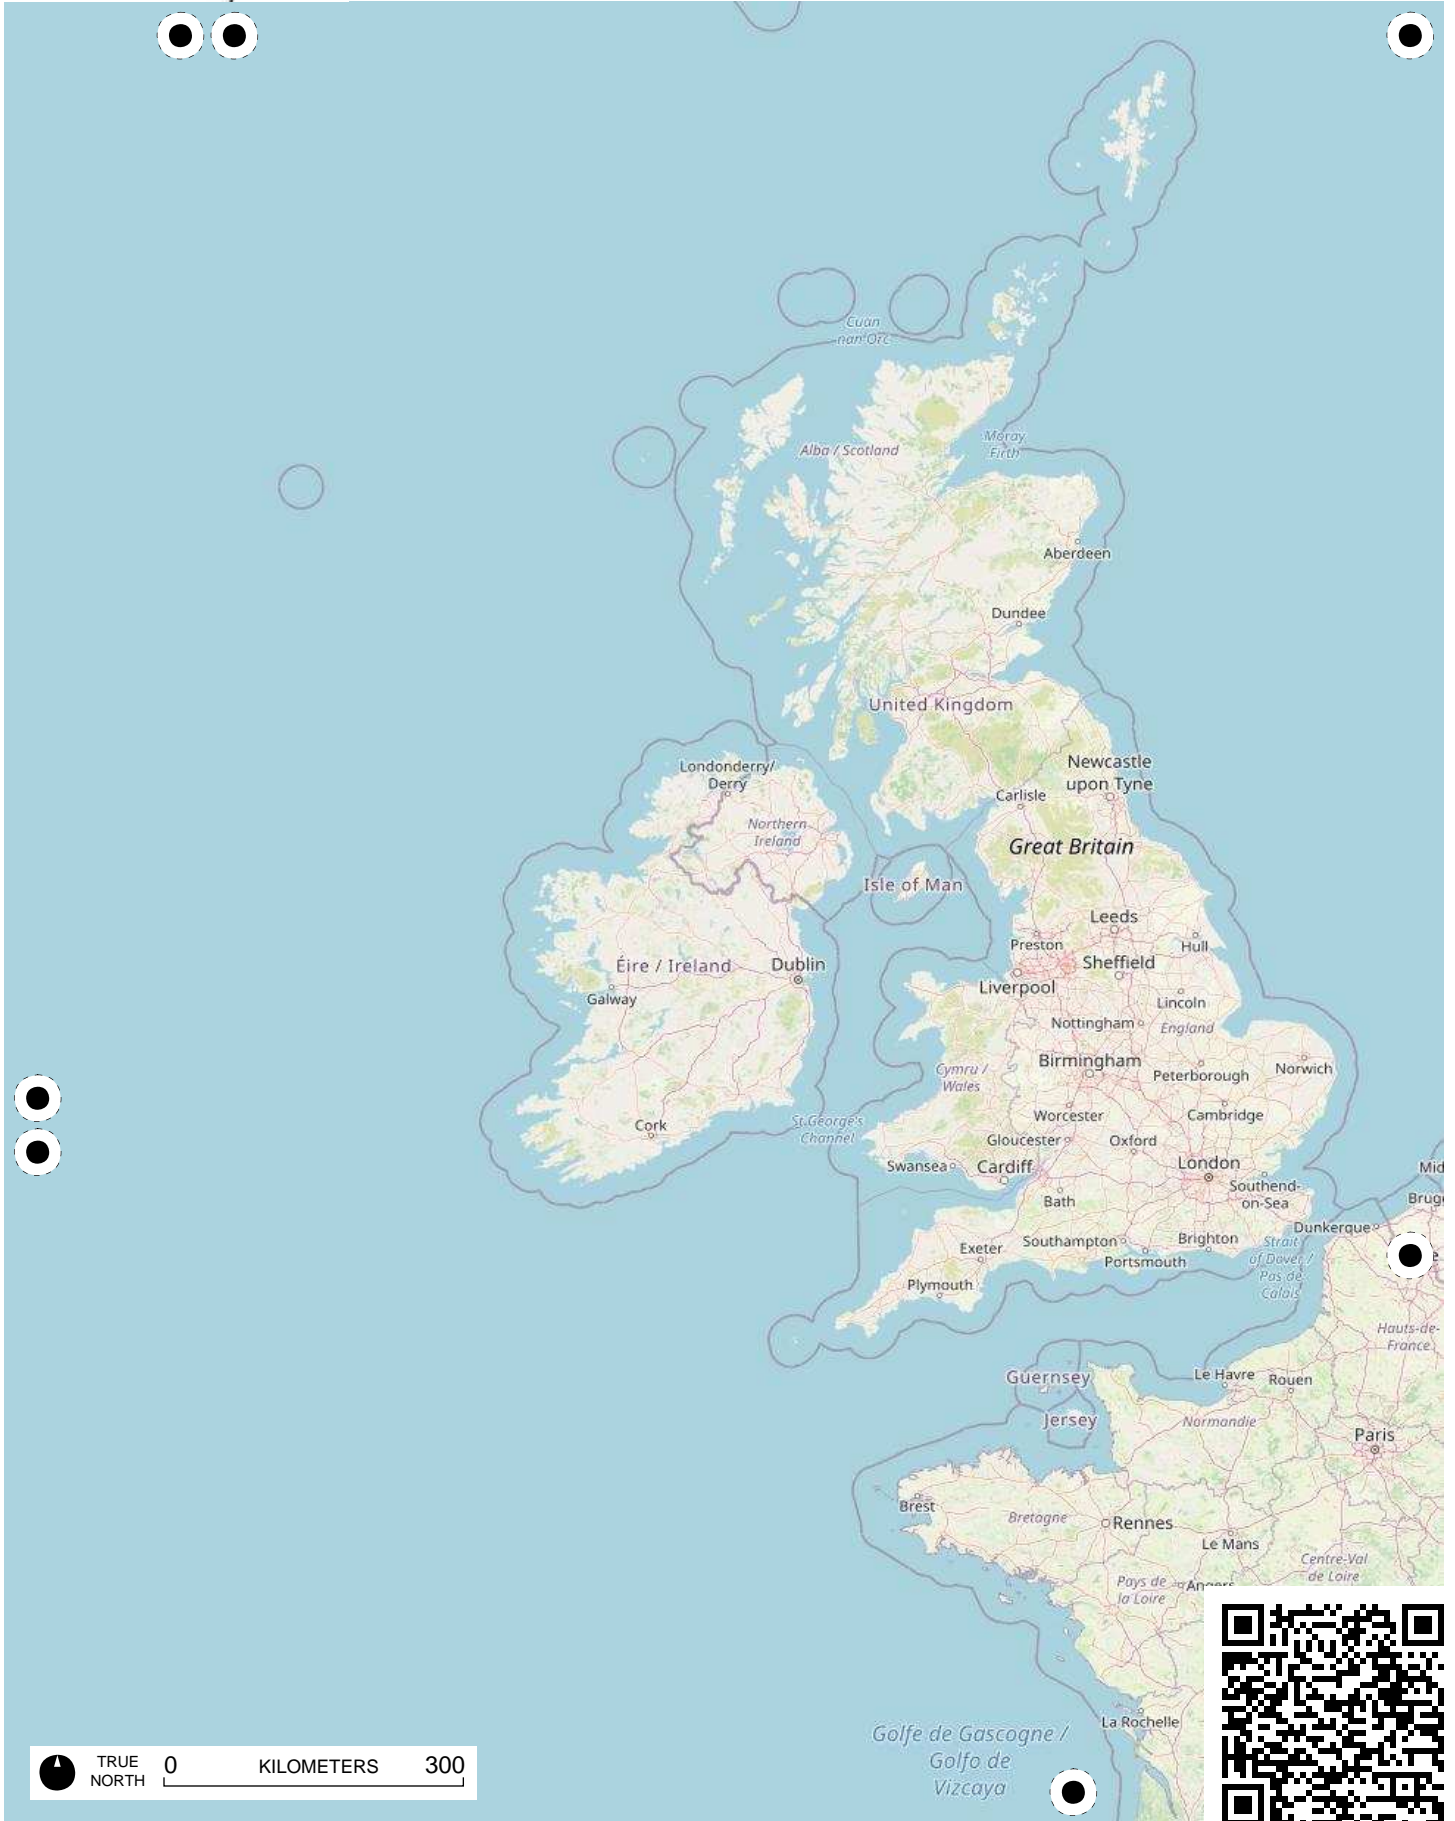 Cuan
nan Orc
Alba / Scotland
Moray
Firth
Aberdeen
Dundee
United Kingdom
Londonderry/
Derry
Newcastle
upon Tyne
Carlisle
Northern
Ireland
Great Britain
Isle of Man
Leeds
Preston
Hull
Éire / Ireland
Dublin
Sheffield
Liverpool
Galway
Lincoln
Nottingham
England
Birmingham
Cymru /
Wales
Peterborough
Norwich
Worcester
Cambridge
St George's
Channel
Cork
Gloucester
Oxford
Swansea
Cardiff
London
Mid
Southend-
on-Sea
Bath
Brug
Dunkerque
Exeter
Southampton
Brighton
Strait
of Dover /
Pas de
Calais
Portsmouth
Plymouth
Hauts-de-
France
Guernsey
Le Havre
Rouen
Jersey
Normandie
Paris
Brest
Bretagne
Rennes
Le Mans
Centre-Val
de Loire
Pays de
la Loire
Angers
La Rochelle
Golfe de Gascogne /
Golfo de
Vizcaya
TRUE
NORTH
0 KILOMETERS 300